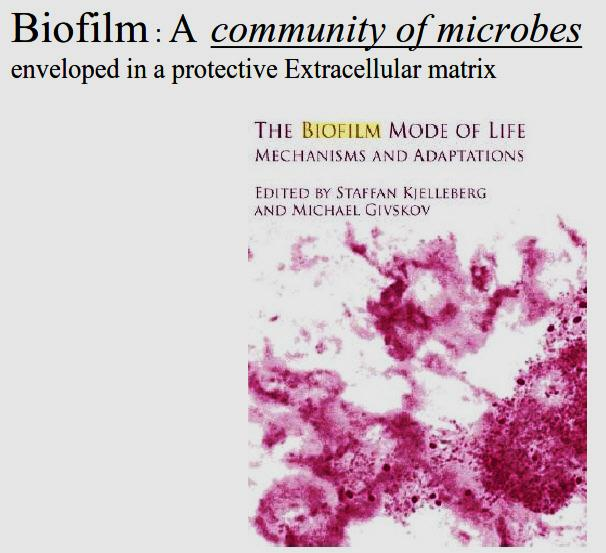 Biofilm : A community of microbes
enveloped in a protective Extracellular matrix
THE BIOFILM MODE OF LIFE
MECHANISMS AND ADAPTATIONS
EDITED BY STAFFAN KJELLEBERG
AND MICHAEL GIVSKOV